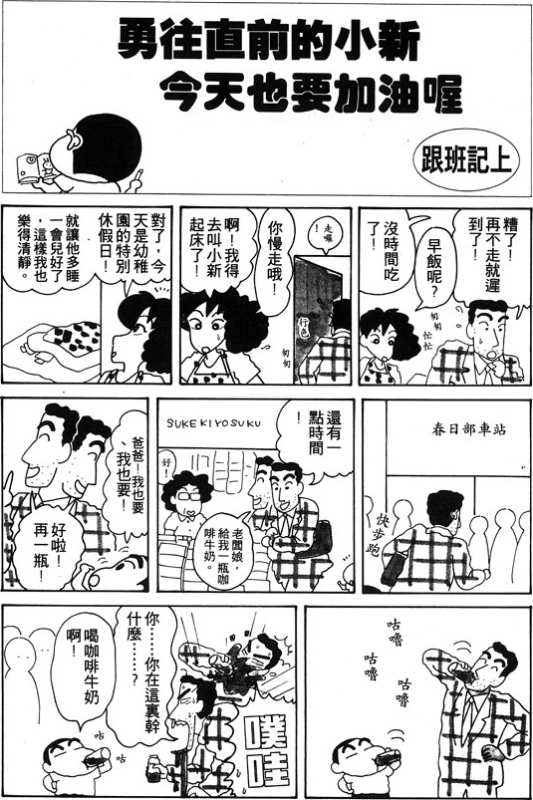 勇往直前的小新
今天也要加油喔
跟班記上
糟了！
再不走就遲
到了！
早飯呢？
沒時間吃
了！
匆匆
忙忙
走囉
！
你慢走哦！
啊！我得
去叫小新
起床了！
匆匆
對了，今
天是幼稚
園的特別
休假日！
就讓他多睡
一會兒好了
，這樣我也
樂得清靜。
春日部車站
快步跑
還有一
點時間
！
SUKEKIYOSUKU
好！
老闆娘，
給我一瓶咖
啡牛奶。
爸爸！我也要
、我也要！
好啦！
再一瓶！
咕嚕
咕嚕
咕嚕
咕嚕
噗哇
你……你在這裏幹
什麼……？
喝咖啡牛奶
啊！
咕
咕